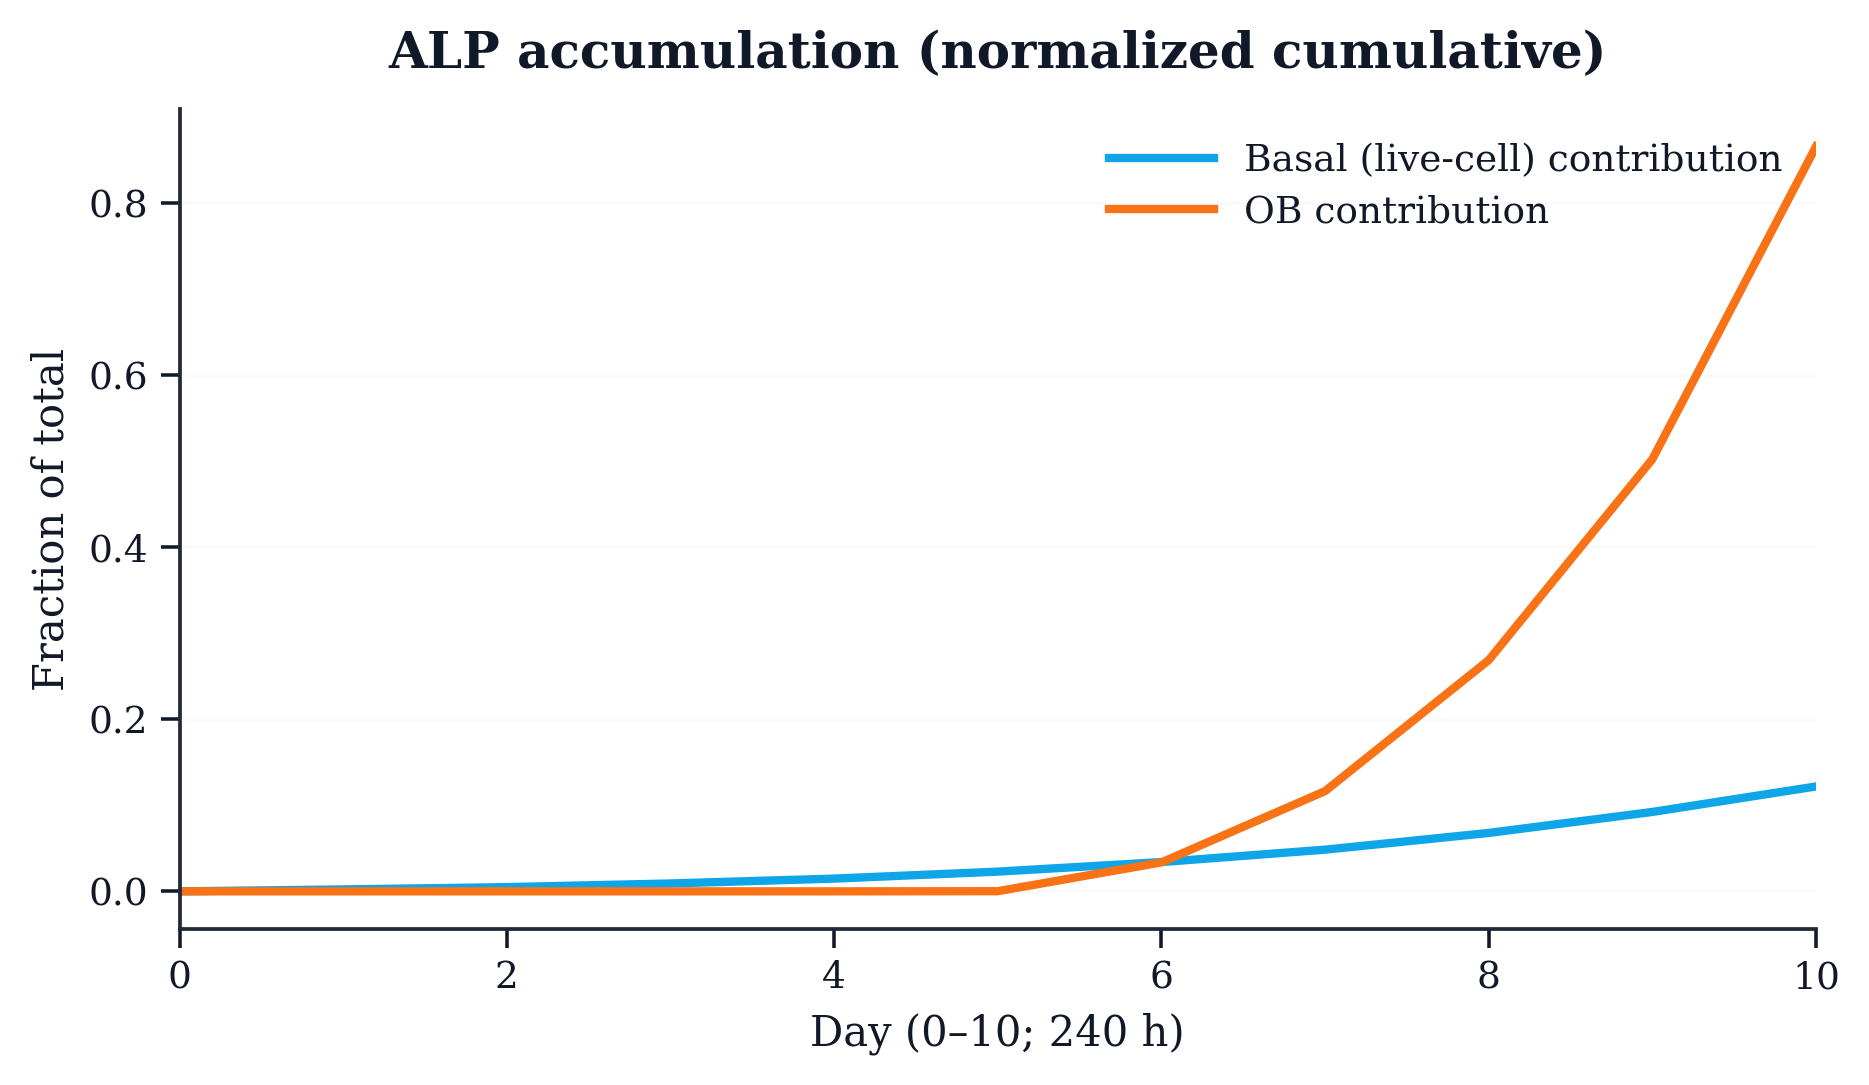 ALP accumulation (normalized cumulative)
Basal (live-cell) contribution
OB contribution
Fraction of total
0.8
0.6
0.4
0.2
0.0
0 2 4 6 8 10
Day (0–10; 240 h)